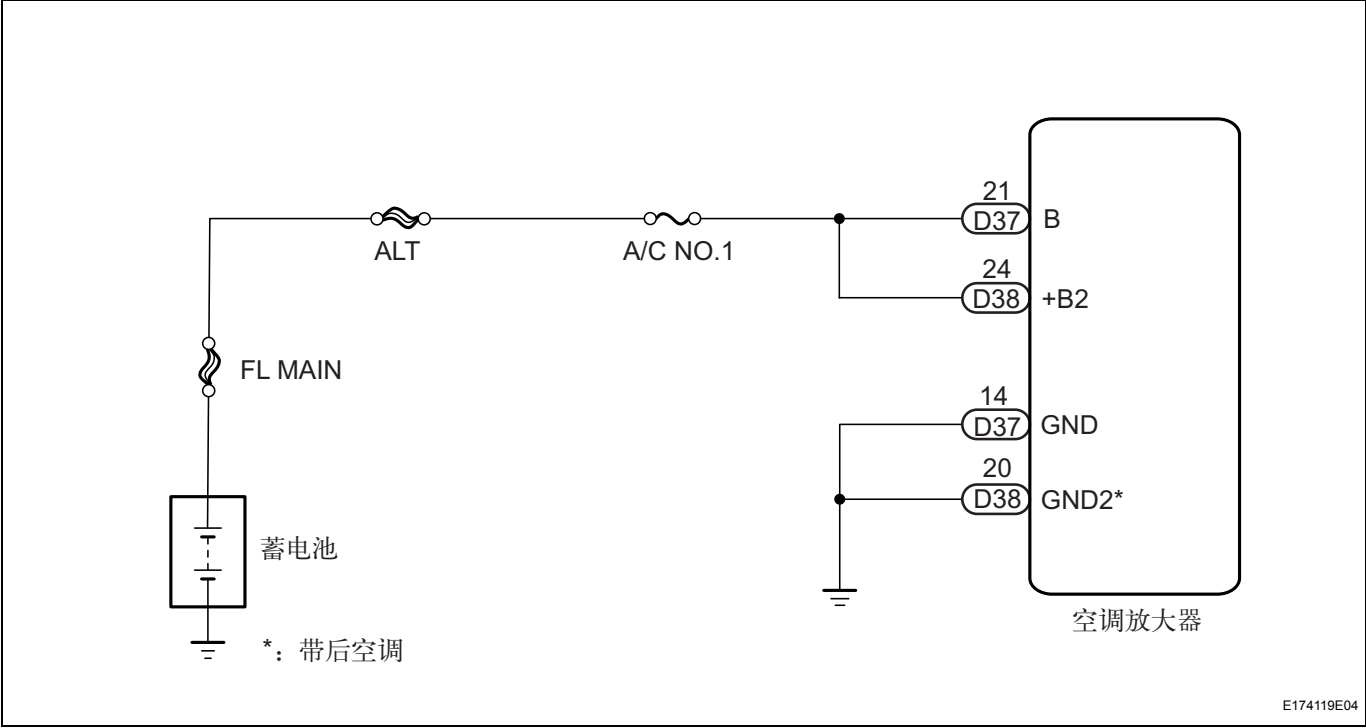 21
D37 B
ALT
A/C NO.1
24
D38 +B2
FL MAIN
14
D37 GND
20
D38 GND2*
蓄电池
空调放大器
*：带后空调
E174119E04